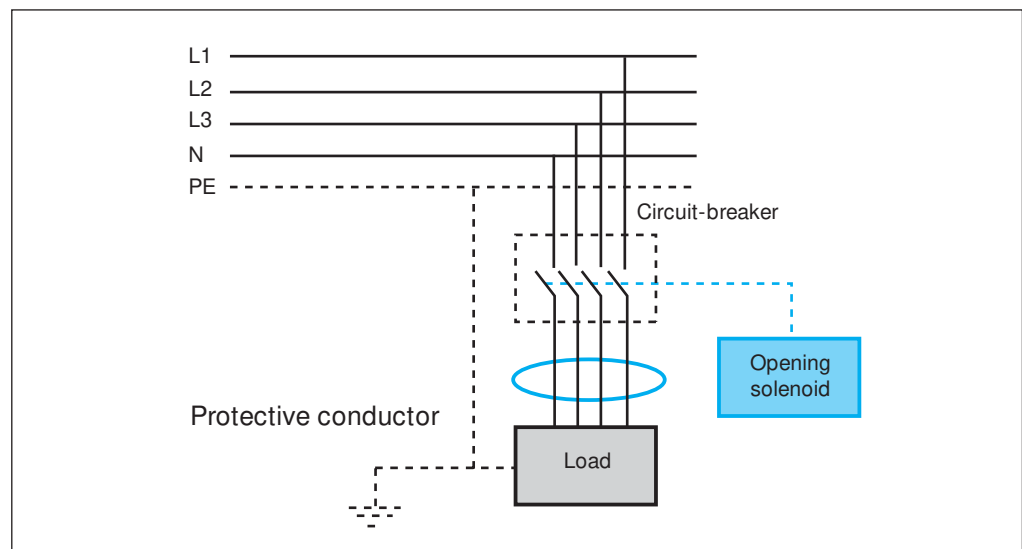 L1
L2
L3
N
PE
Circuit-breaker
Opening
solenoid
Protective conductor
Load